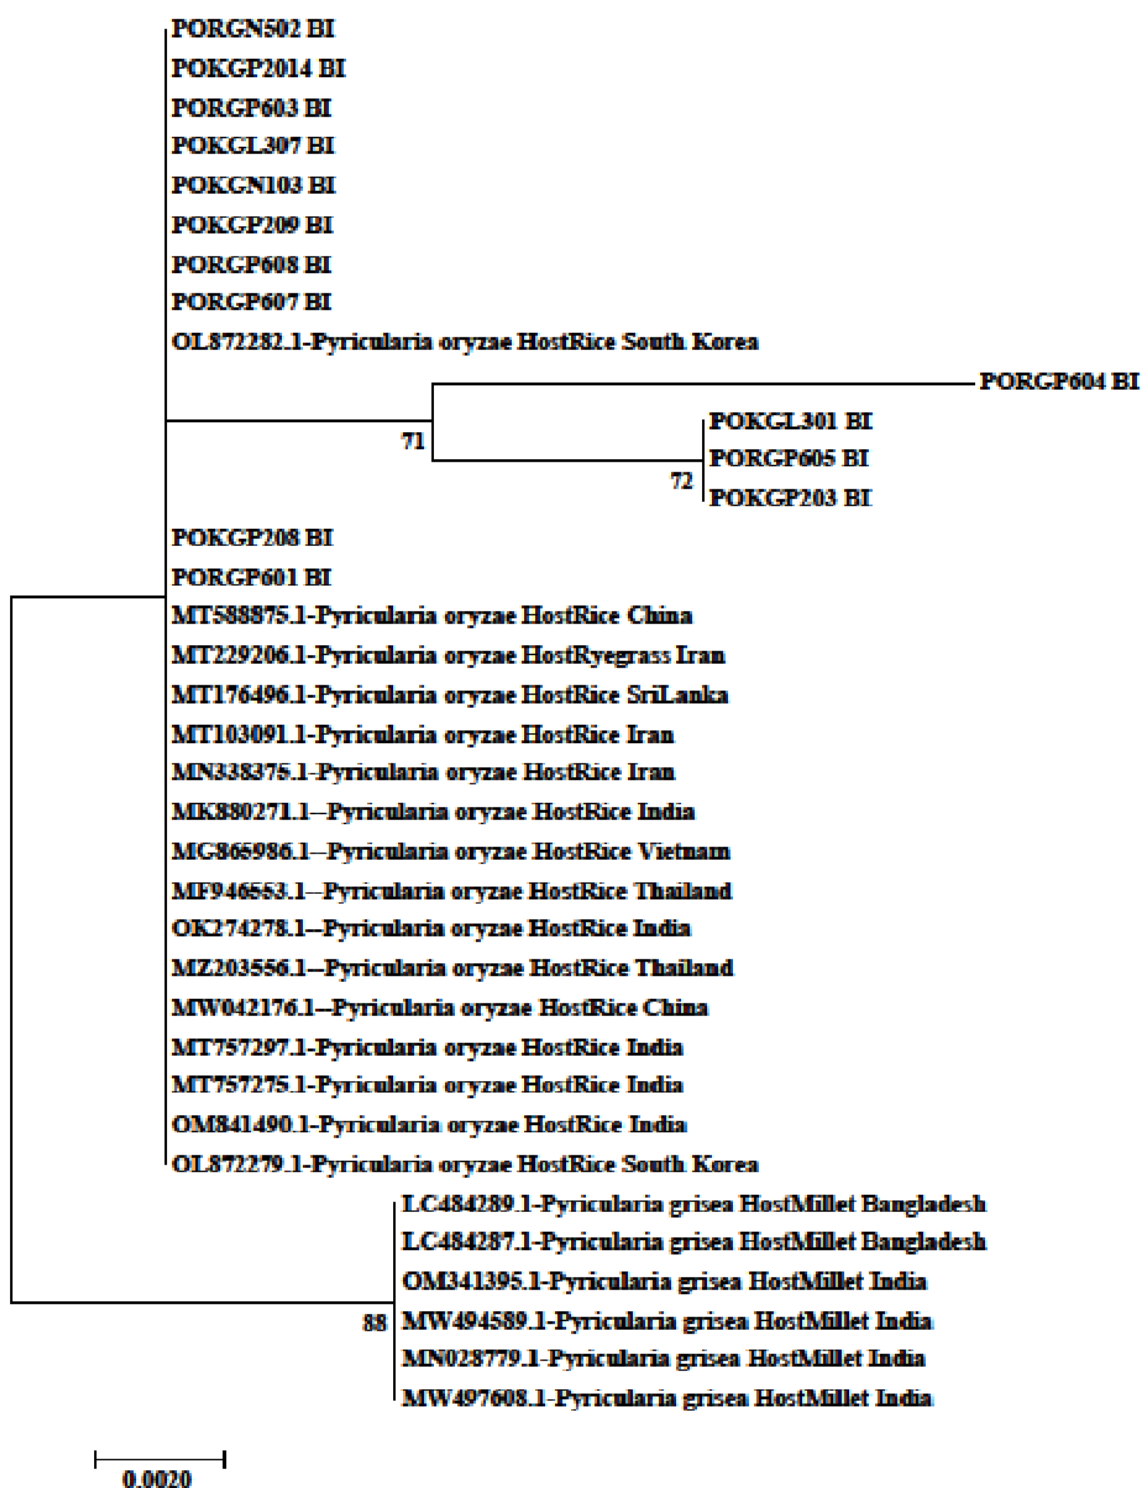 PORGN502 BI
POKGP2014 BI
PORGP603 BI
POKGL307 BI
POKGN103 BI
POKGP209 BI
PORGP608 BI
PORGP607 BI
OL872282.1-Pyricularia oryzae HostRice South Korea
PORGP604 BI
POKGL301 BI
71
PORGP605 BI
72
POKGP203 BI
POKGP208 BI
PORGP601 BI
MT588875.1-Pyricularia oryzae HostRice China
MT229206.1-Pyricularia oryzae HostRyegrass Iran
MT176496.1-Pyricularia oryzae HostRice SriLanka
MT103091.1-Pyricularia oryzae HostRice Iran
MN338375.1-Pyricularia oryzae HostRice Iran
MK880271.1--Pyricularia oryzae HostRice India
MG865986.1--Pyricularia oryzae HostRice Vietnam
MF946553.1--Pyricularia oryzae HostRice Thailand
OK274278.1--Pyricularia oryzae HostRice India
MZ203556.1--Pyricularia oryzae HostRice Thailand
MW042176.1--Pyricularia oryzae HostRice China
MT757297.1-Pyricularia oryzae HostRice India
MT757275.1-Pyricularia oryzae HostRice India
OM841490.1-Pyricularia oryzae HostRice India
OL872279.1-Pyricularia oryzae HostRice South Korea
LC484289.1-Pyricularia grisea HostMillet Bangladesh
LC484287.1-Pyricularia grisea HostMillet Bangladesh
OM341395.1-Pyricularia grisea HostMillet India
88
MW494589.1-Pyricularia grisea HostMillet India
MN028779.1-Pyricularia grisea HostMillet India
MW497608.1-Pyricularia grisea HostMillet India
0.0020